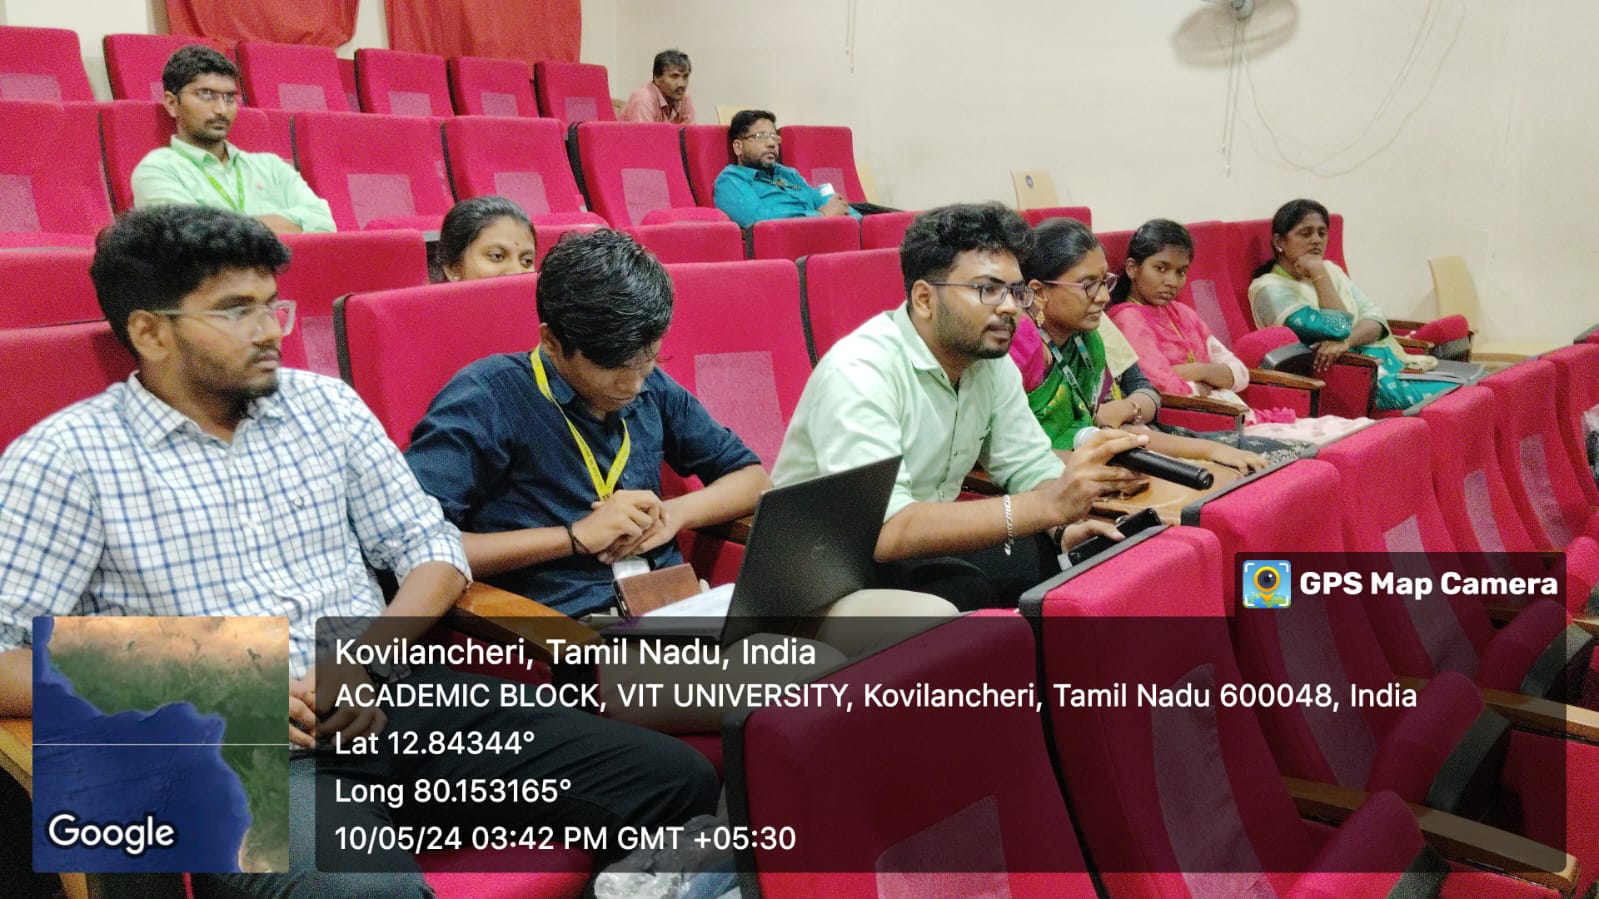 GPS Map Camera
Kovilancheri, Tamil Nadu, India
ACADEMIC BLOCK, VIT UNIVERSITY, Kovilancheri, Tamil Nadu 600048, India
Lat 12.84344°
Long 80.153165°
10/05/24 03:42 PM GMT +05:30
Google